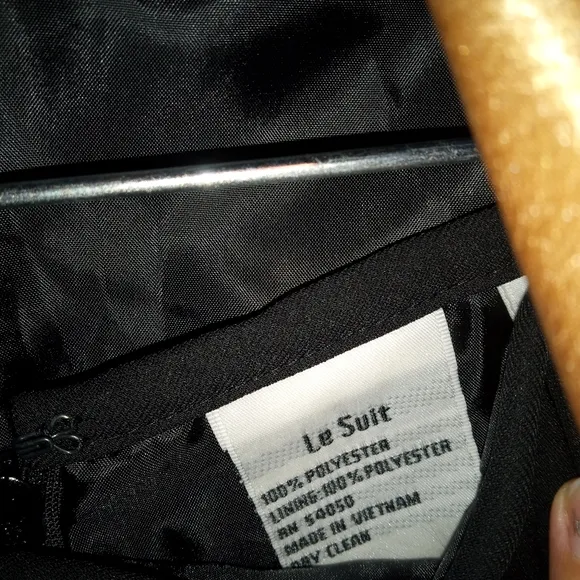 Le Suit
100% POLYESTER
LINING:100% POLYESTER
RN 54050
MADE IN VIETNAM
DRY CLEAN